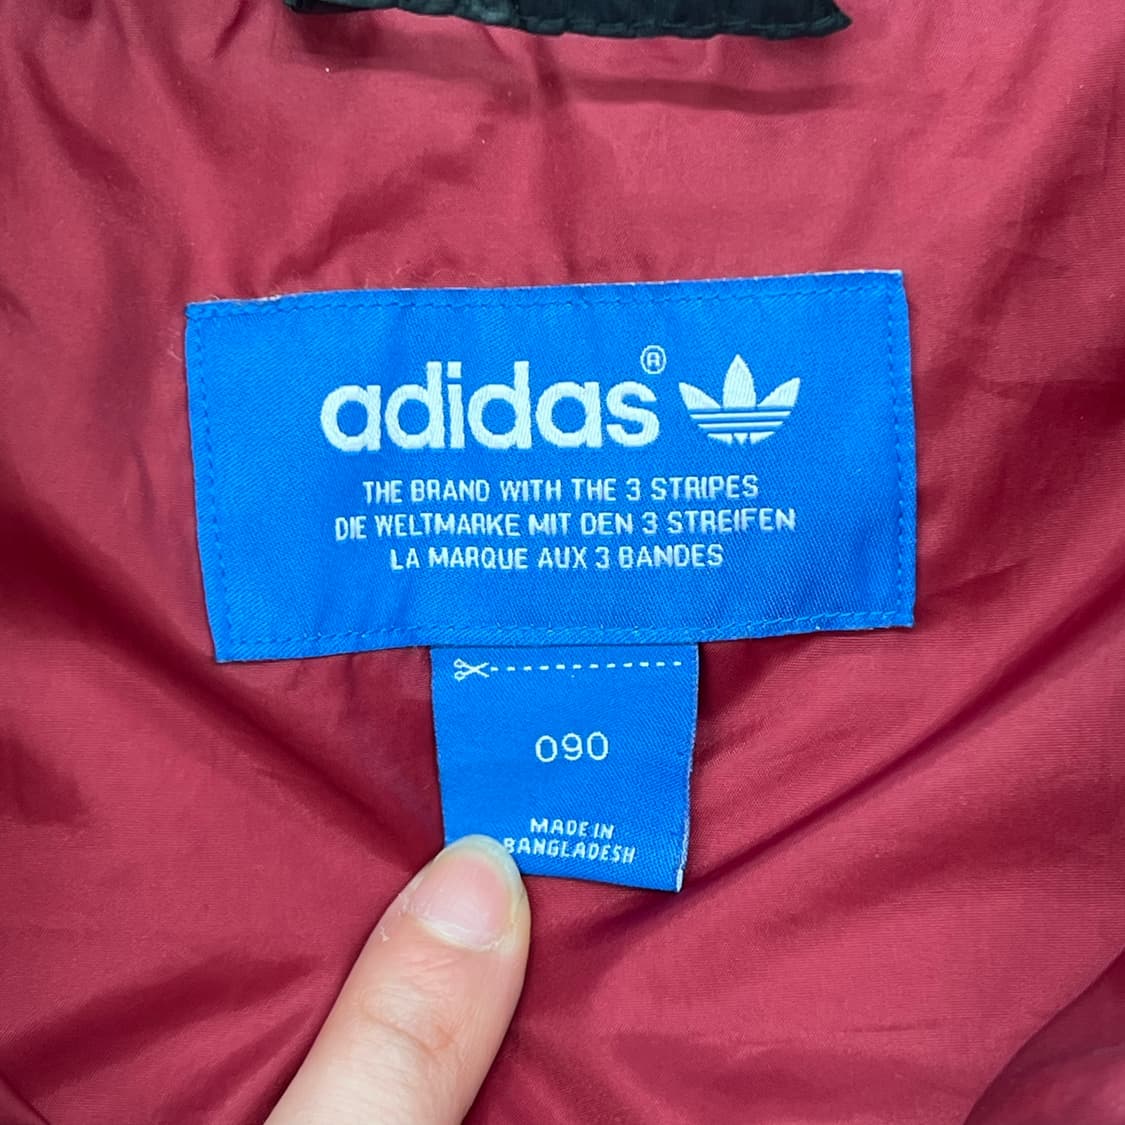 adidas®
THE BRAND WITH THE 3 STRIPES
DIE WELTMARKE MIT DEN 3 STREIFEN
LA MARQUE AUX 3 BANDES
090
MADE IN
BANGLADESH